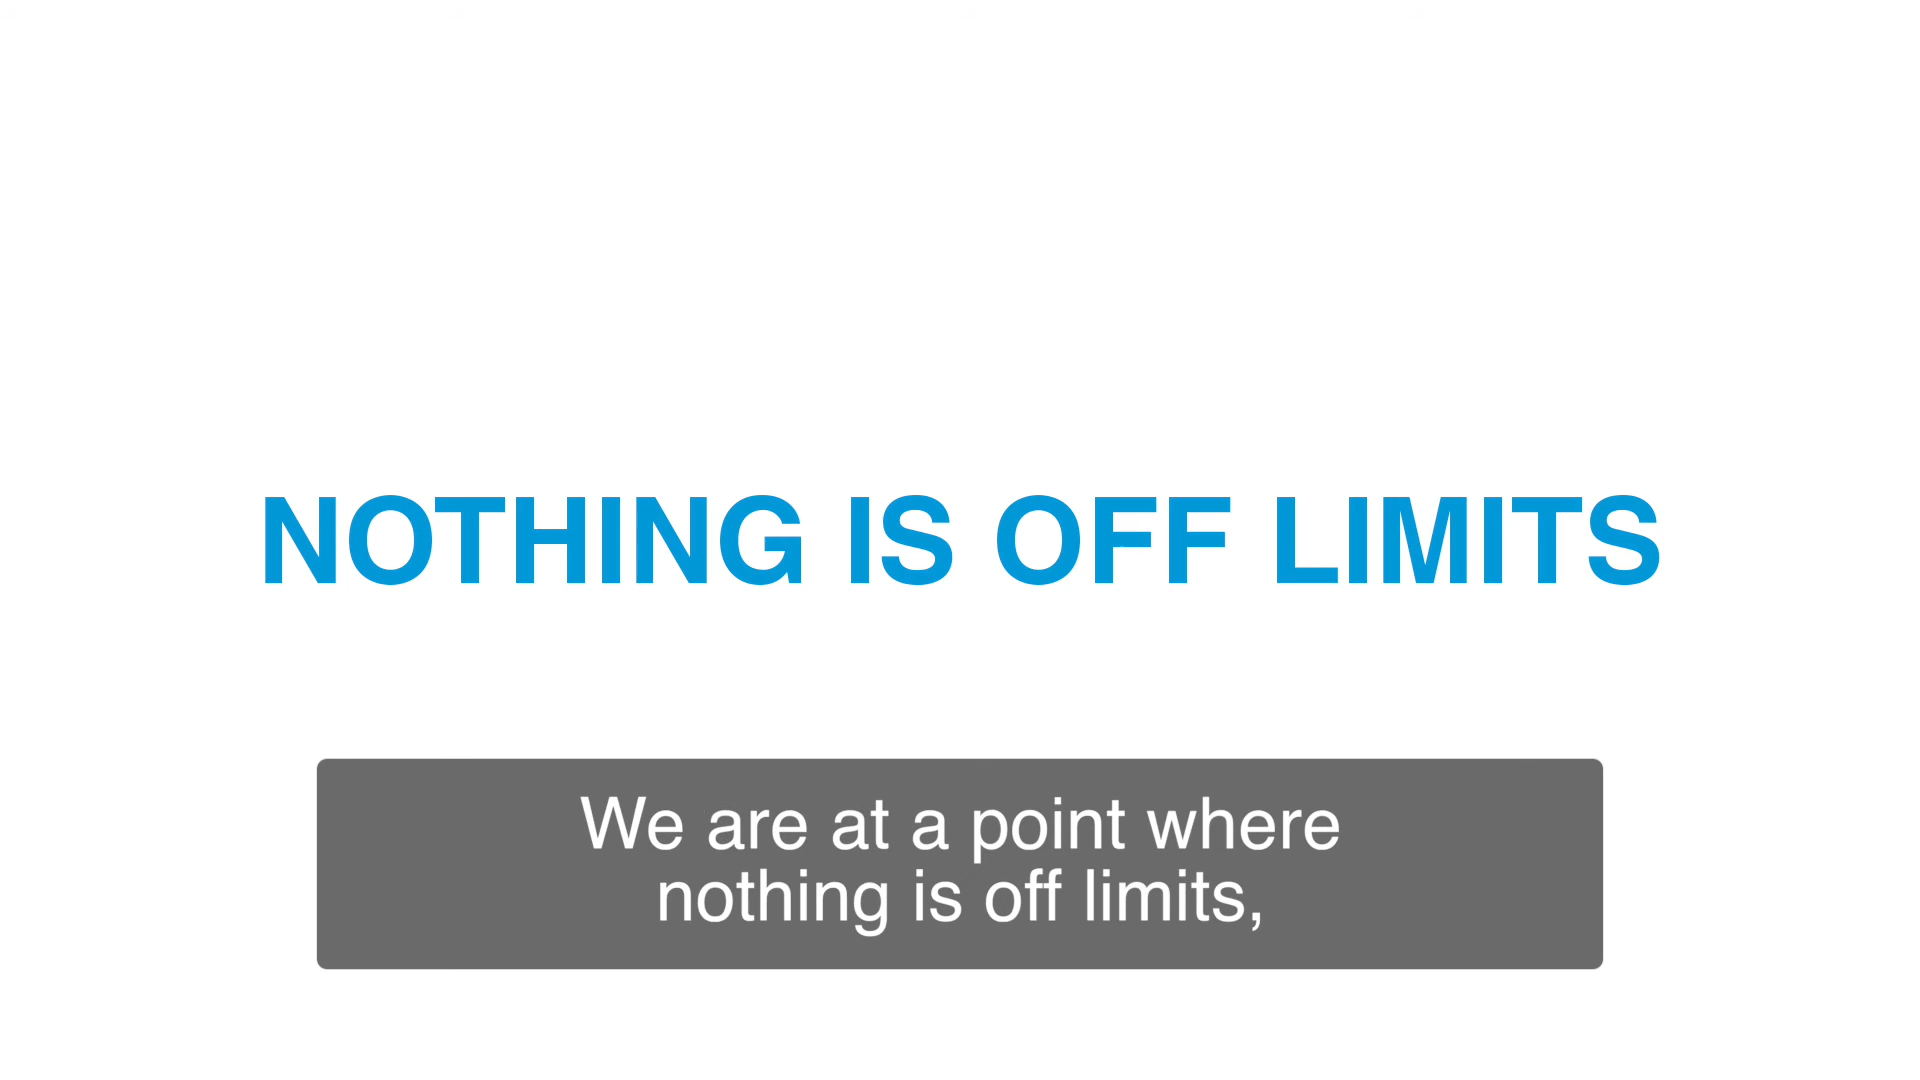 NOTHING IS OFF LIMITS
We are at a point where
nothing is off limits,